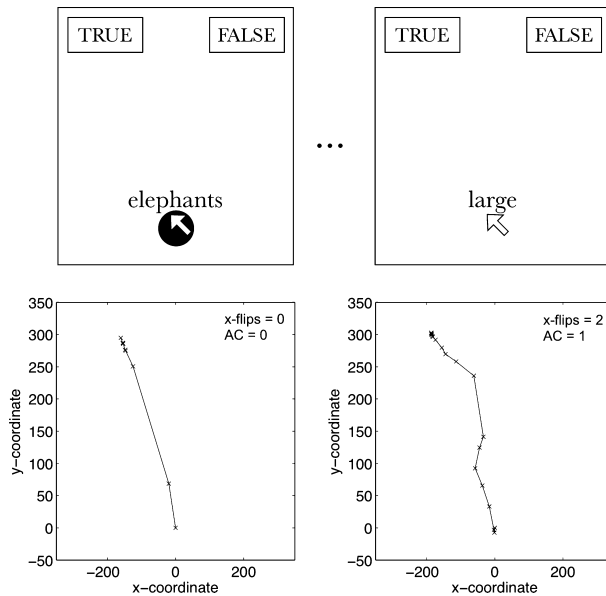 TRUE FALSE
elephants
...
TRUE FALSE
large
x-flips = 0
AC = 0
350
300
250
200
150
100
50
0
−50
−200 0 200
y-coordinate
x-coordinate
x-flips = 2
AC = 1
350
300
250
200
150
100
50
0
−50
−200 0 200
y-coordinate
x-coordinate